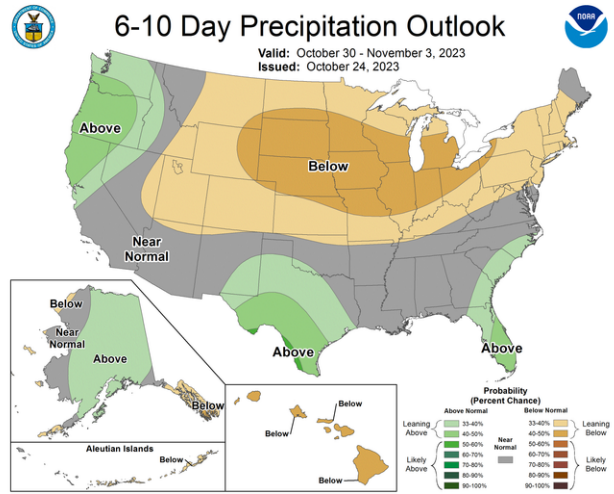 6-10 Day Precipitation Outlook
Valid: October 30 - November 3, 2023
Issued: October 24, 2023
NOAA
Above
Below
Near
Normal
Above
Above
Below
Near
Normal
Above
Below
Aleutian Islands
Below
Below
Below
Below
Probability
(Percent Chance)
Above Normal Below Normal
Leaning
Above
33-40% 33-40%
40-50% 40-50%
Leaning
Below
Near
Normal
Likely
Above
50-60% 50-60%
60-70% 60-70%
70-80% 70-80%
80-90% 80-90%
90-100% 90-100%
Likely
Below